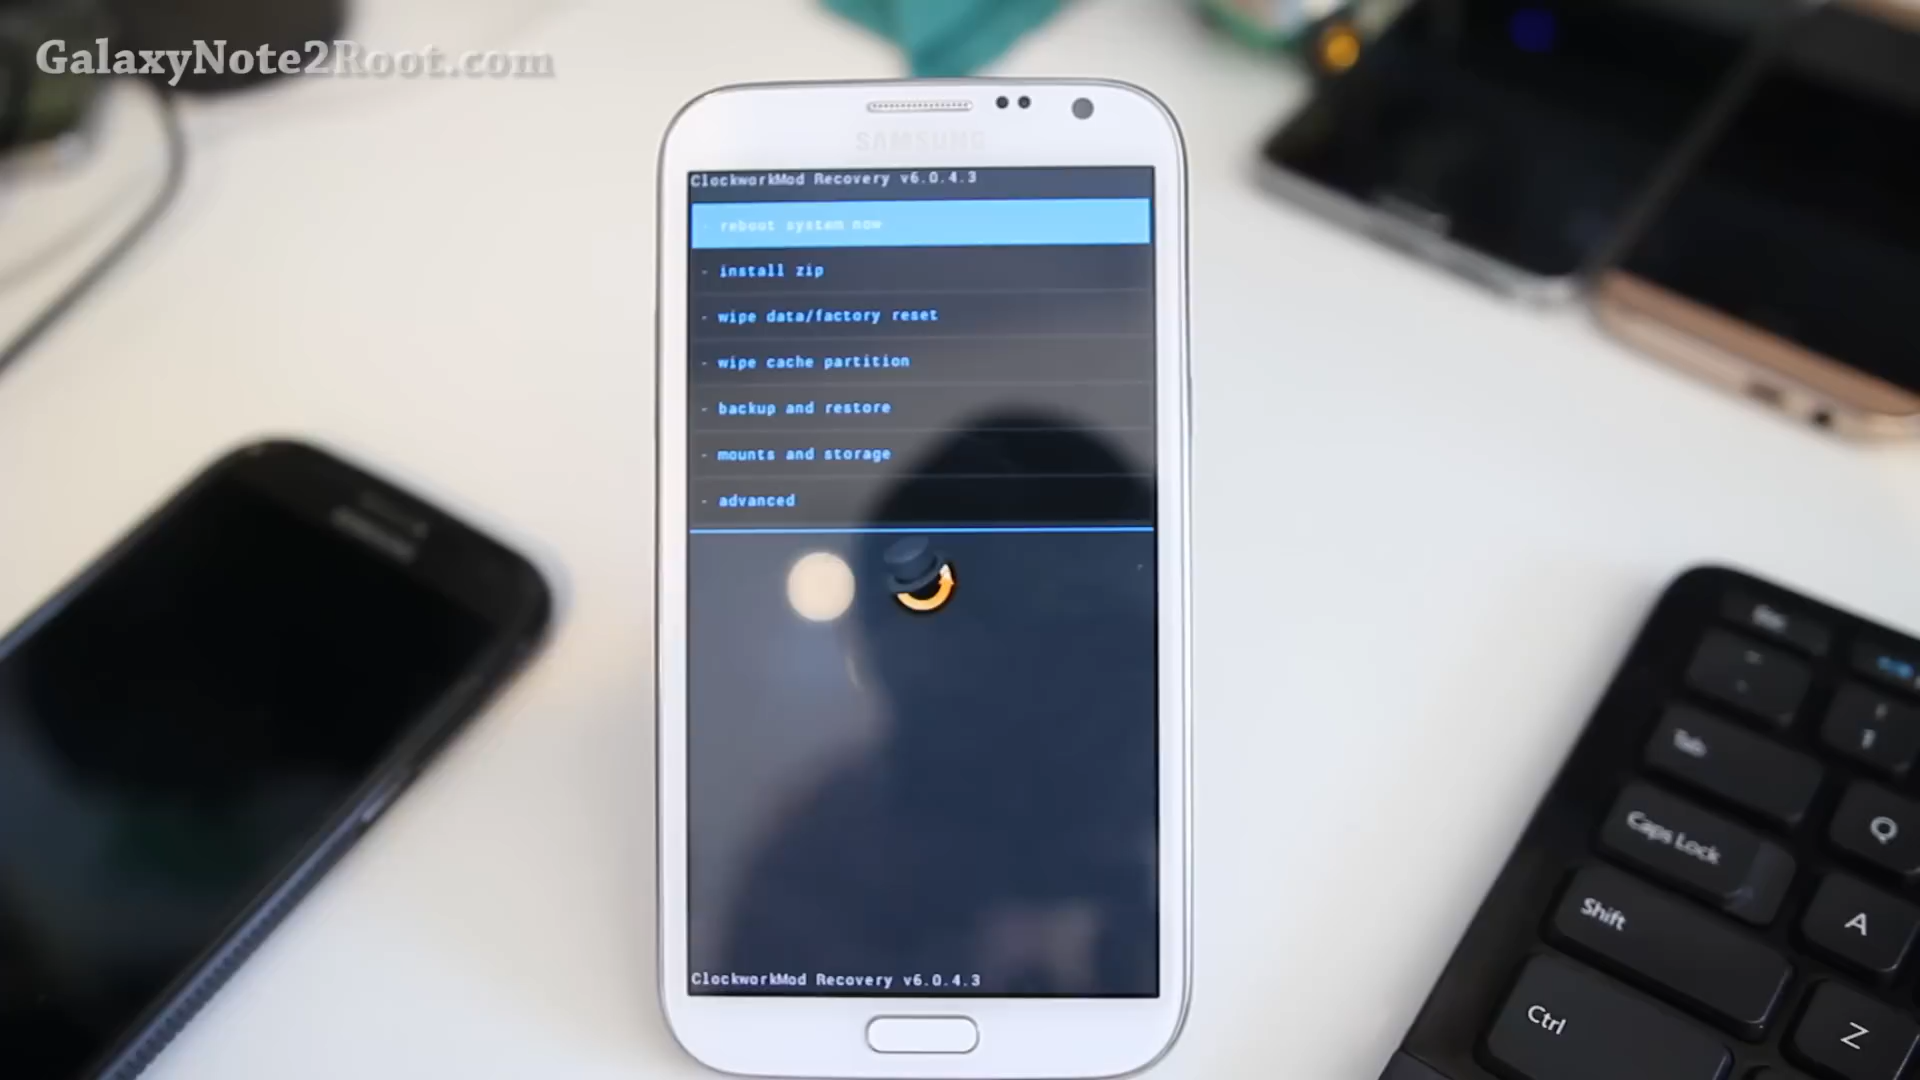 GalaxyNote2Root.com
SAMSUNG
ClockworkMod Recovery v6.0.4.3
- reboot system now
- install zip
- wipe data/factory reset
- wipe cache partition
- backup and restore
- mounts and storage
- advanced
ClockworkMod Recovery v6.0.4.3
Esc
Tab
Q
Caps Lock
A
Shift
Z
Ctrl